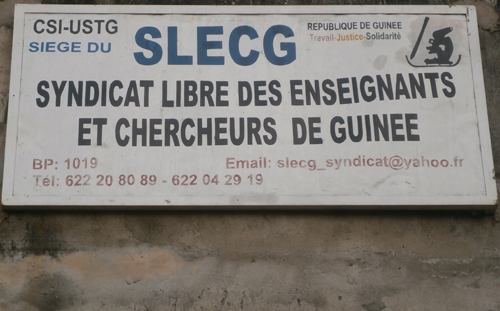 CSI-USTG
SIEGE DU
SLECG
REPUBLIQUE DE GUINEE
Travail-Justice-Solidarité
SYNDICAT LIBRE DES ENSEIGNANTS
ET CHERCHEURS DE GUINEE
BP: 1019
Email: slecg_syndicat@yahoo.fr
Tél: 622 20 80 89 - 622 04 29 19